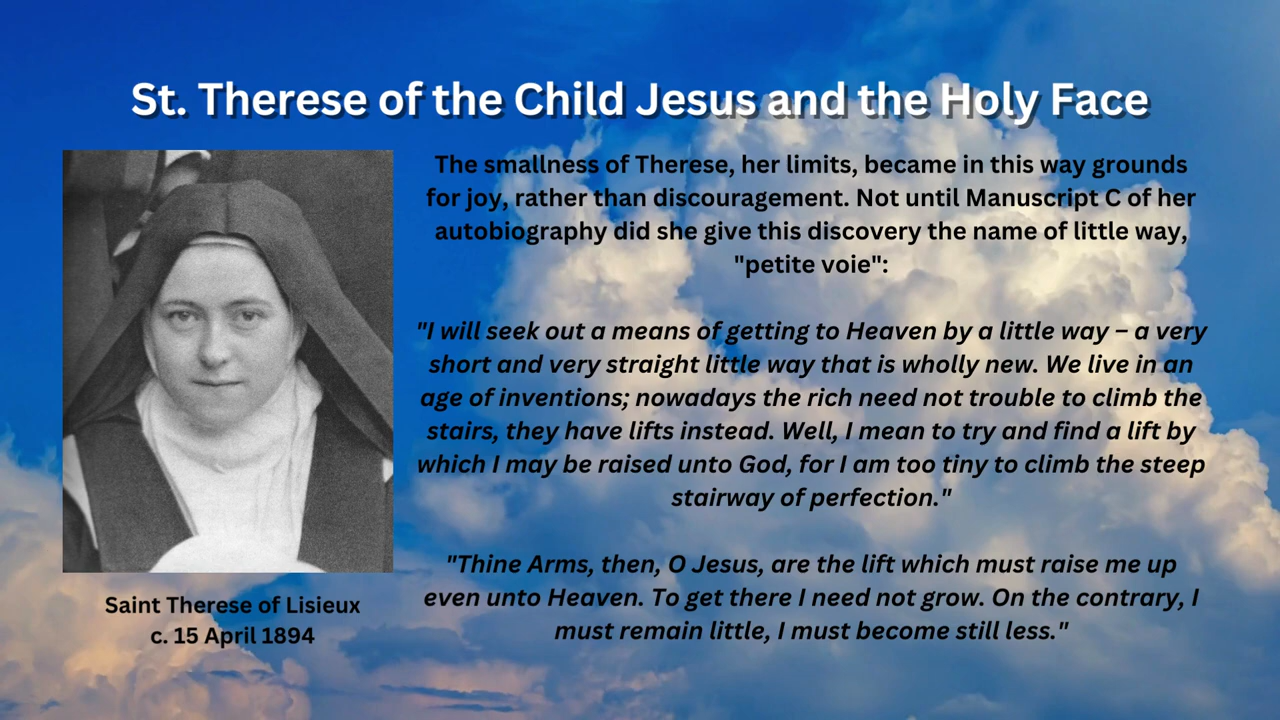 St. Therese of the Child Jesus and the Holy Face
The smallness of Therese, her limits, became in this way grounds
for joy, rather than discouragement. Not until Manuscript C of her
autobiography did she give this discovery the name of little way,
"petite voie":
"I will seek out a means of getting to Heaven by a little way – a very
short and very straight little way that is wholly new. We live in an
age of inventions; nowadays the rich need not trouble to climb the
stairs, they have lifts instead. Well, I mean to try and find a lift by
which I may be raised unto God, for I am too tiny to climb the steep
stairway of perfection."
"Thine Arms, then, O Jesus, are the lift which must raise me up
even unto Heaven. To get there I need not grow. On the contrary, I
must remain little, I must become still less."
Saint Therese of Lisieux
c. 15 April 1894